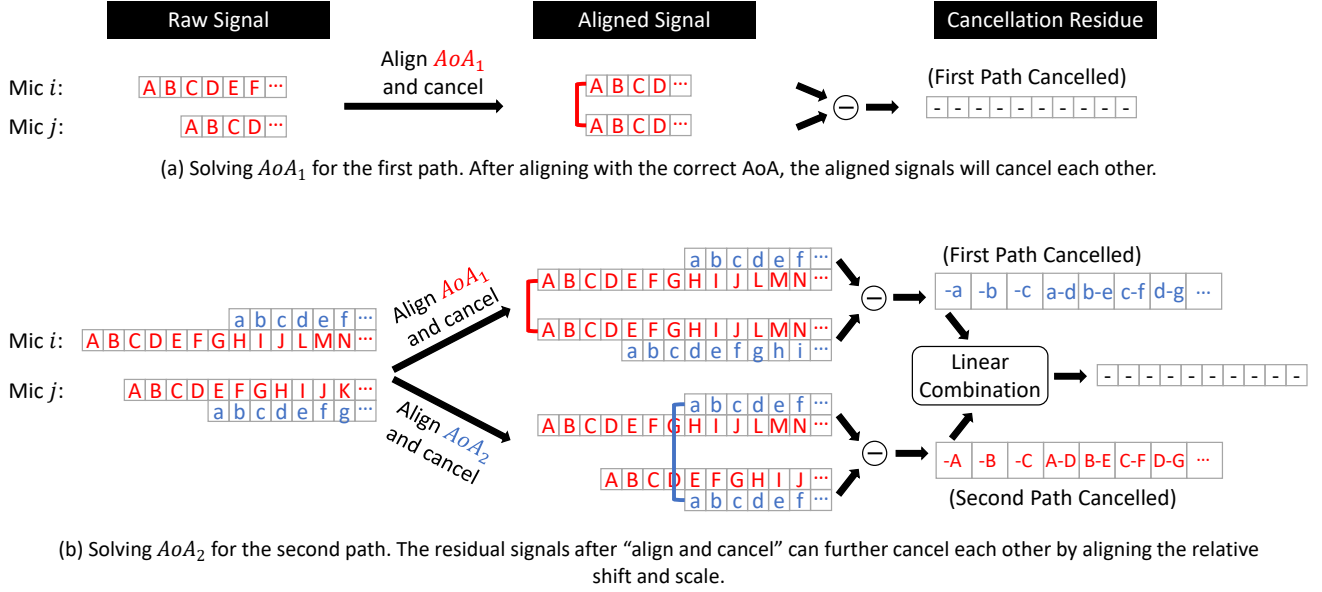 Raw Signal
Aligned Signal
Cancellation Residue
Mic i:
A B C D E F ...
Mic j:
A B C D ...
Align AoA₁
and cancel
A B C D ...
A B C D ...
(First Path Cancelled)
- - - - - - - - - -
(a) Solving AoA₁ for the first path. After aligning with the correct AoA, the aligned signals will cancel each other.
a b c d e f ...
Mic i:
A B C D E F G H I J L M N ...
Mic j:
A B C D E F G H I J K ...
a b c d e f g ...
Align AoA₁
and cancel
Align AoA₂
and cancel
a b c d e f ...
A B C D E F G H I J L M N ...
A B C D E F G H I J L M N ...
a b c d e f g h i ...
a b c d e f ...
A B C D E F G H I J L M N ...
A B C D E F G H I J ...
a b c d e f ...
(First Path Cancelled)
-a -b -c a-d b-e c-f d-g ...
Linear
Combination
- - - - - - - - - -
-A -B -C A-D B-E C-F D-G ...
(Second Path Cancelled)
(b) Solving AoA₂ for the second path. The residual signals after “align and cancel” can further cancel each other by aligning the relative
shift and scale.